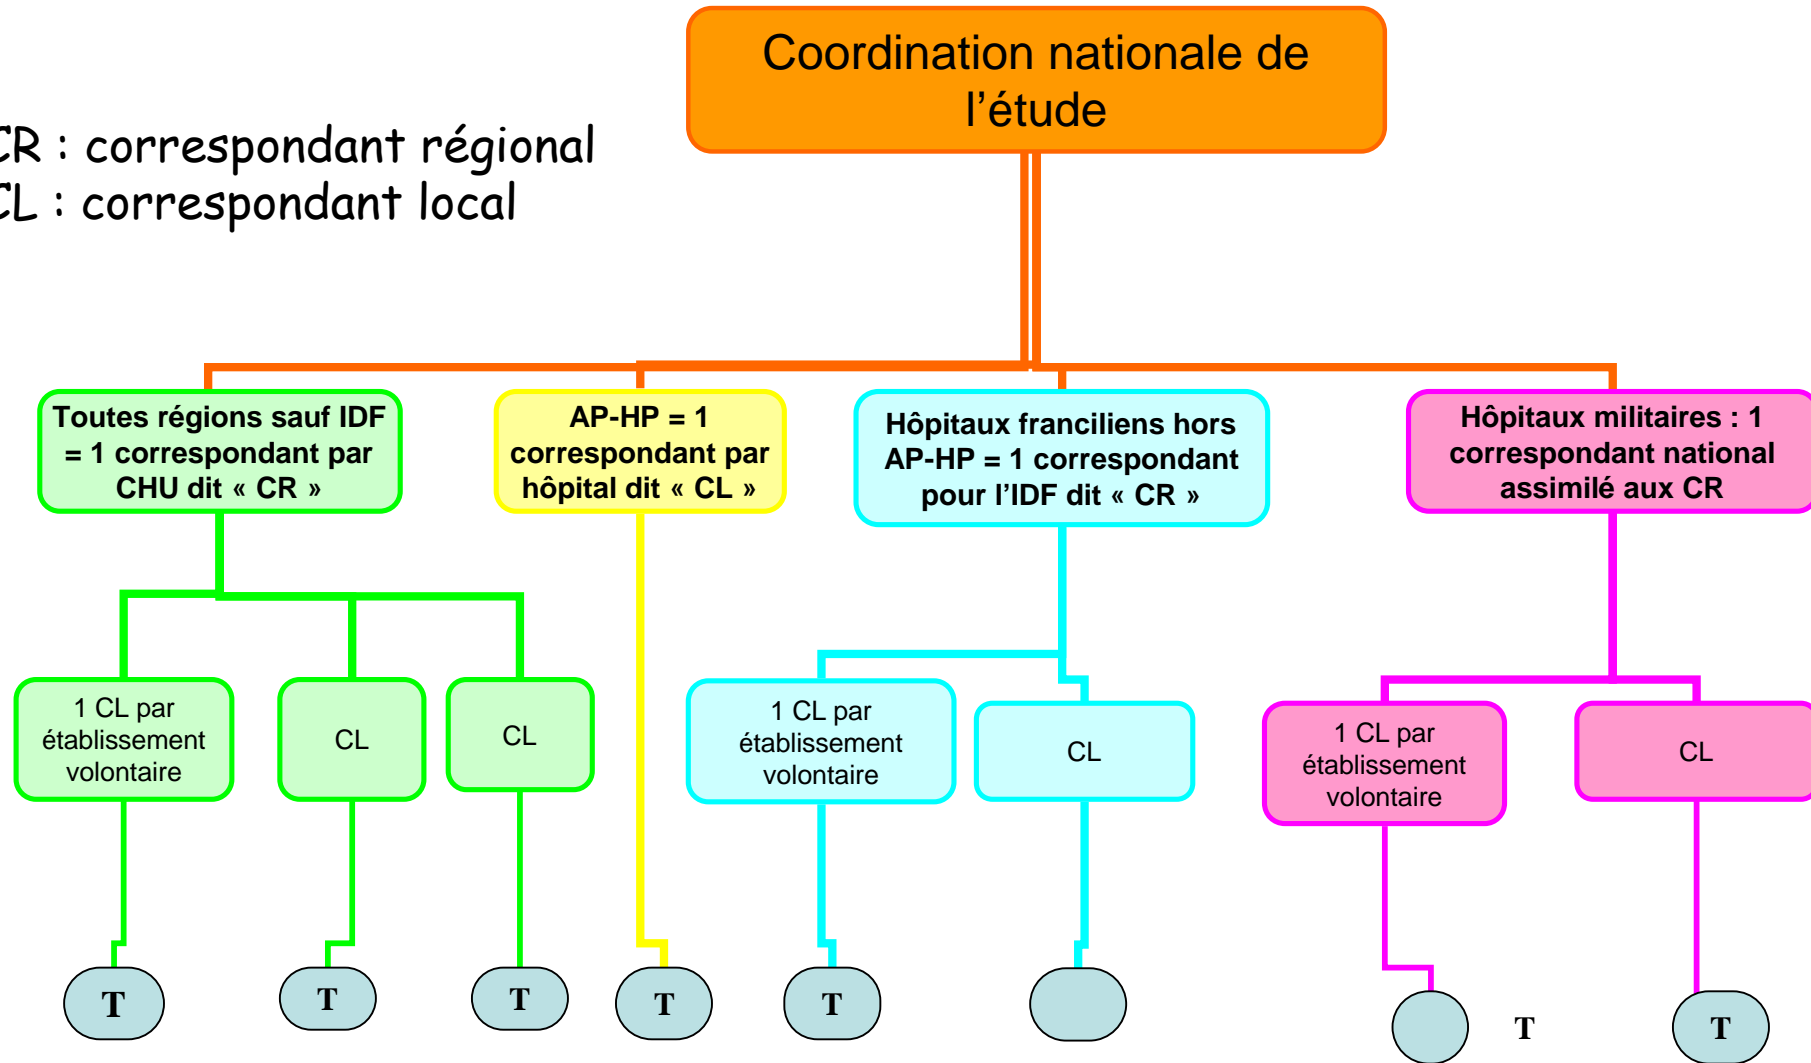 Coordination nationale de
l’étude
CR : correspondant régional
CL : correspondant local
Toutes régions sauf IDF
= 1 correspondant par
CHU dit « CR »
AP-HP = 1
correspondant par
hôpital dit « CL »
Hôpitaux franciliens hors
AP-HP = 1 correspondant
pour l’IDF dit « CR »
Hôpitaux militaires : 1
correspondant national
assimilé aux CR
1 CL par
établissement
volontaire
CL
CL
1 CL par
établissement
volontaire
CL
1 CL par
établissement
volontaire
CL
T
T
T
T
T
T
T